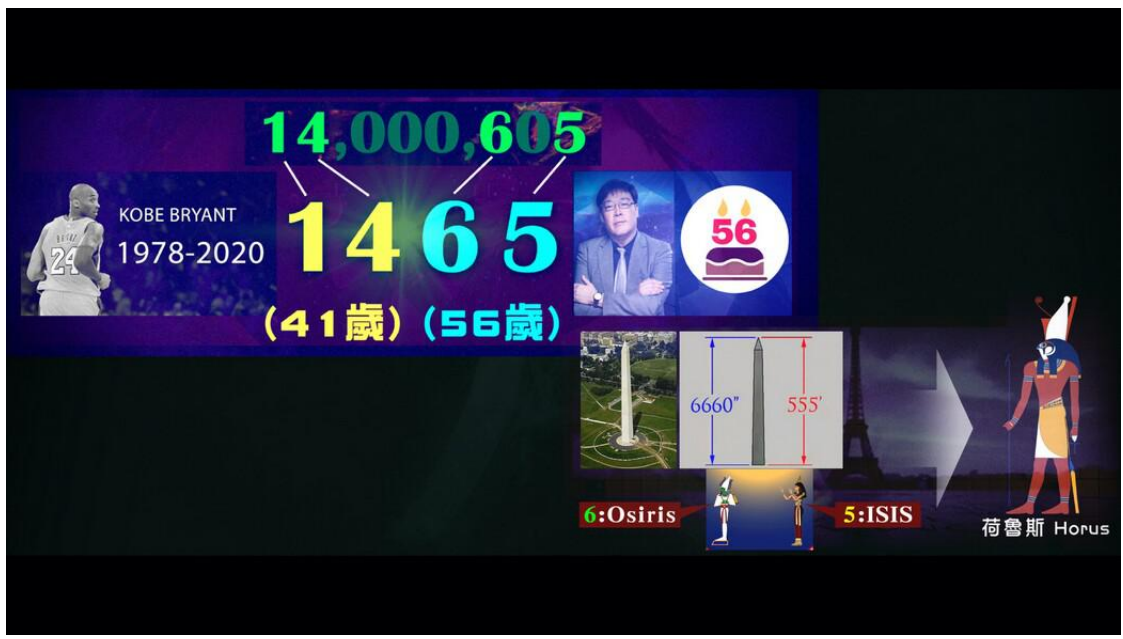 14,000,605
KOBE BRYANT
1978-2020
24
1465
(41歲) (56歲)
56
6660"
555'
6:Osiris
5:ISIS
荷魯斯 Horus